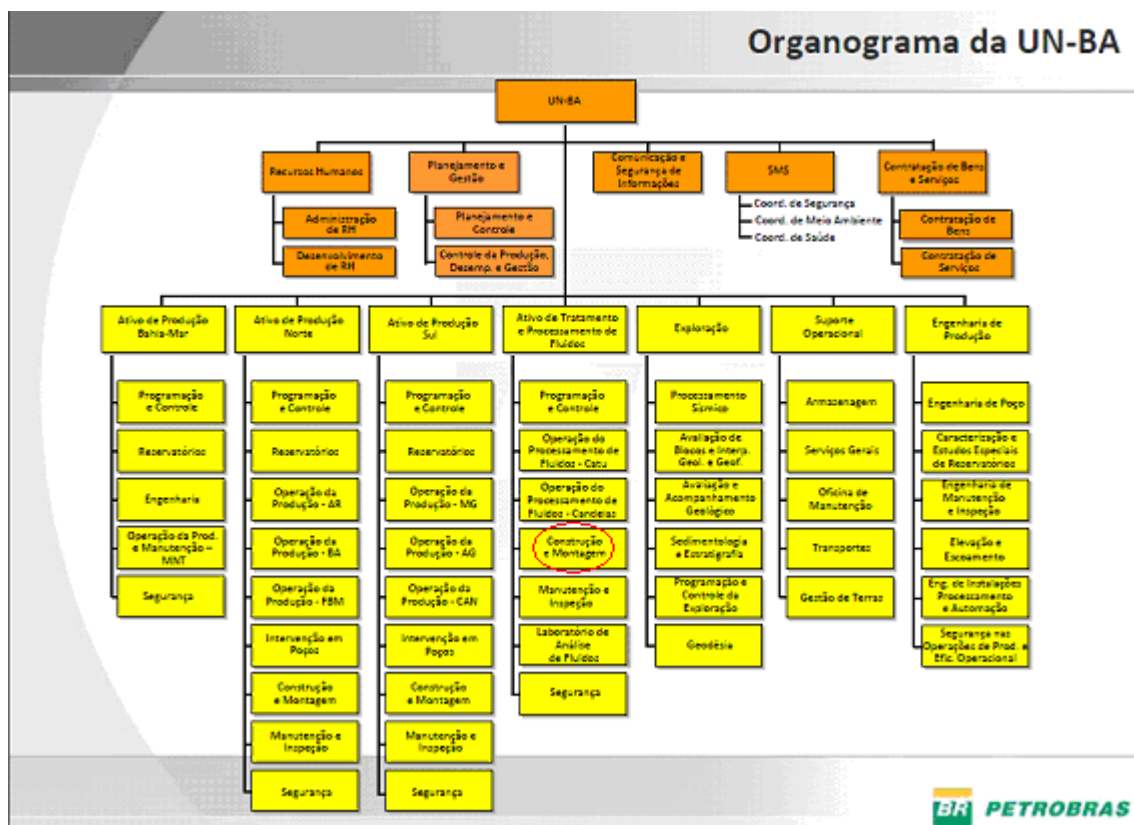 Organograma da UN-BA
UN-BA
Recursos Humanos
Administração
de RH
Desenvolvimento
de RH
Planejamento e
Gestão
Planejamento e
Controle
Controle da Produção,
Desemp. e Gestão
Comunicação e
Segurança de
Informações
SMS
Coord. de Segurança
Coord. de Meio Ambiente
Coord. de Saúde
Contratação de Bens
e Serviços
Contratação de
Bens
Contratação de
Serviços
Ativo de Produção
Bahia-Mar
Programação
e Controle
Reservatórios
Engenharia
Operação da Prod.
e Manutenção –
MNT
Segurança
Ativo de Produção
Norte
Programação
e Controle
Reservatórios
Operação da
Produção - AR
Operação da
Produção - BA
Operação da
Produção - FBM
Intervenção em
Poços
Construção
e Montagem
Manutenção e
Inspeção
Segurança
Ativo de Produção
Sul
Programação
e Controle
Reservatórios
Operação da
Produção - MG
Operação da
Produção - AG
Operação da
Produção - CAN
Intervenção em
Poços
Construção
e Montagem
Manutenção e
Inspeção
Segurança
Ativo de Tratamento
e Processamento de
Fluidos
Programação
e Controle
Operação do
Processamento de
Fluidos - Catu
Operação do
Processamento de
Fluidos - Candeias
Construção
e Montagem
Manutenção e
Inspeção
Laboratório de
Análise
de Fluidos
Segurança
Exploração
Processamento
Sísmico
Avaliação de
Blocos e Interp.
Geol. e Geof.
Avaliação e
Acompanhamento
Geológico
Sedimentologia
e Estratigrafia
Programação e
Controle da
Exploração
Geodésia
Suporte
Operacional
Armazenagem
Serviços Gerais
Oficina de
Manutenção
Transportes
Gestão de Terras
Engenharia de
Produção
Engenharia de Poço
Caracterização e
Estudos Especiais
de Reservatórios
Engenharia de
Manutenção
e Inspeção
Elevação e
Escoamento
Eng. de Instalações
Processamento
e Automação
Segurança nas
Operações de Prod. e
Efic. Operacional
BR PETROBRAS